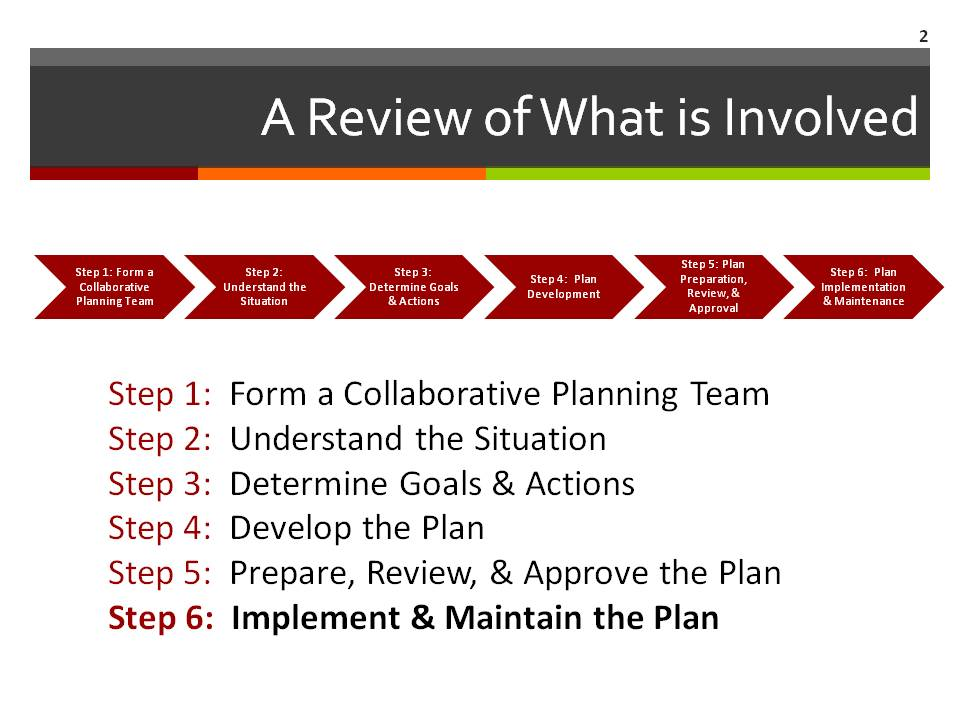 2
A Review of What is Involved
Step 1: Form a
Collaborative
Planning Team
Step 2:
Understand the
Situation
Step 3:
Determine Goals
& Actions
Step 4:  Plan
Development
Step 5: Plan
Preparation,
Review, &
Approval
Step 6:  Plan
Implementation
& Maintenance
Step 1:  Form a Collaborative Planning Team
Step 2:  Understand the Situation
Step 3:  Determine Goals & Actions
Step 4:  Develop the Plan
Step 5:  Prepare, Review, & Approve the Plan
Step 6:  Implement & Maintain the Plan